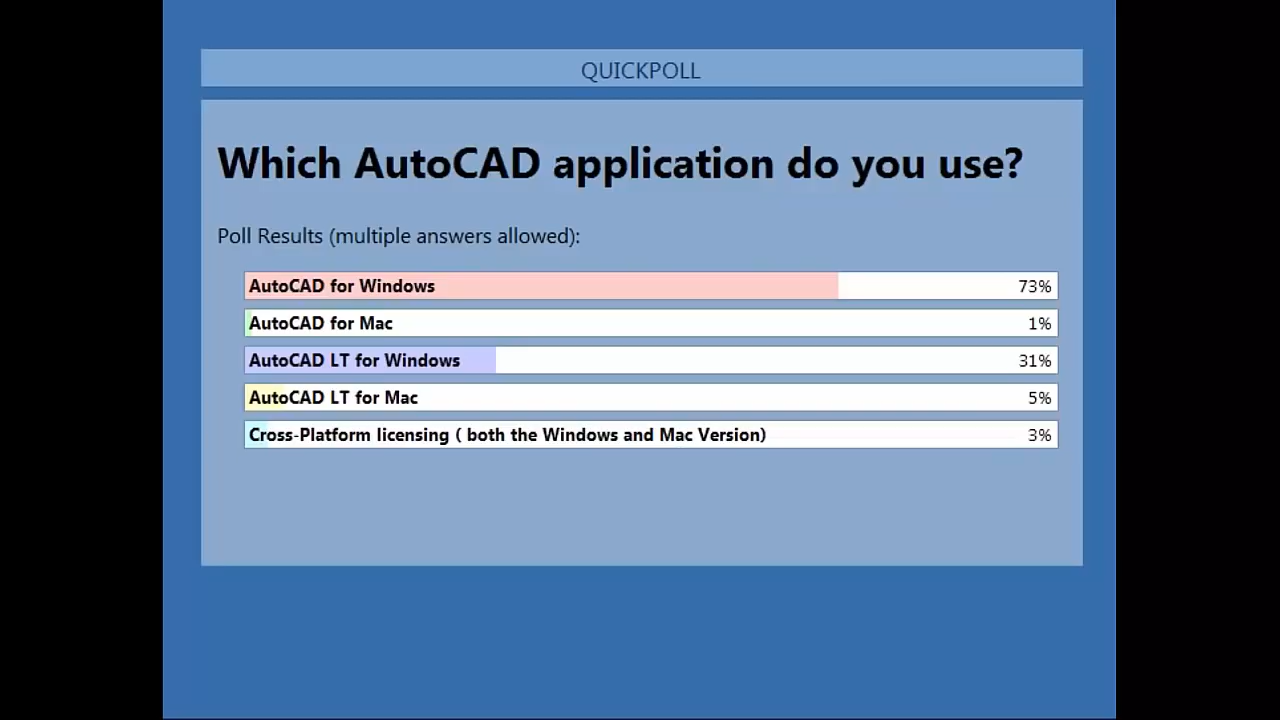 QUICKPOLL
Which AutoCAD application do you use?
Poll Results (multiple answers allowed):
AutoCAD for Windows 73%
AutoCAD for Mac 1%
AutoCAD LT for Windows 31%
AutoCAD LT for Mac 5%
Cross-Platform licensing ( both the Windows and Mac Version) 3%